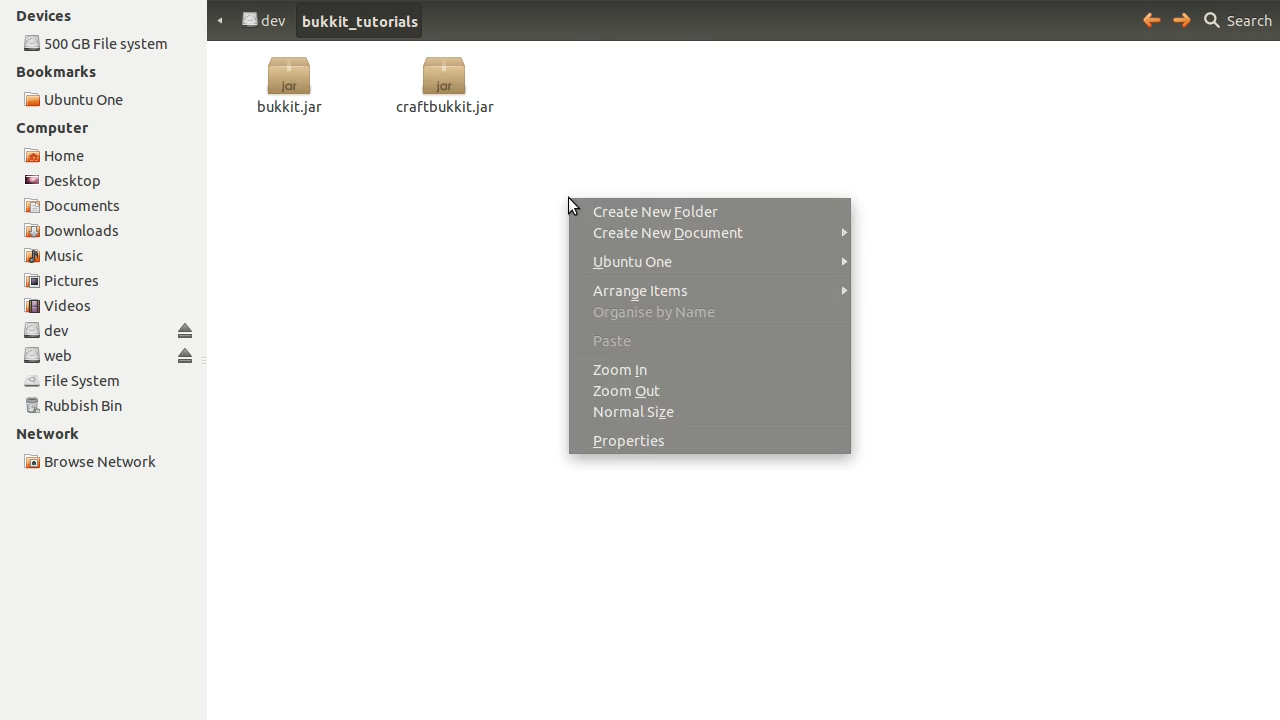 Devices
500 GB File system
Bookmarks
Ubuntu One
Computer
Home
Desktop
Documents
Downloads
Music
Pictures
Videos
dev
web
File System
Rubbish Bin
Network
Browse Network
dev bukkit_tutorials Search
jar jar
bukkit.jar craftbukkit.jar
Create New Folder
Create New Document
Ubuntu One
Arrange Items
Organise by Name
Paste
Zoom In
Zoom Out
Normal Size
Properties